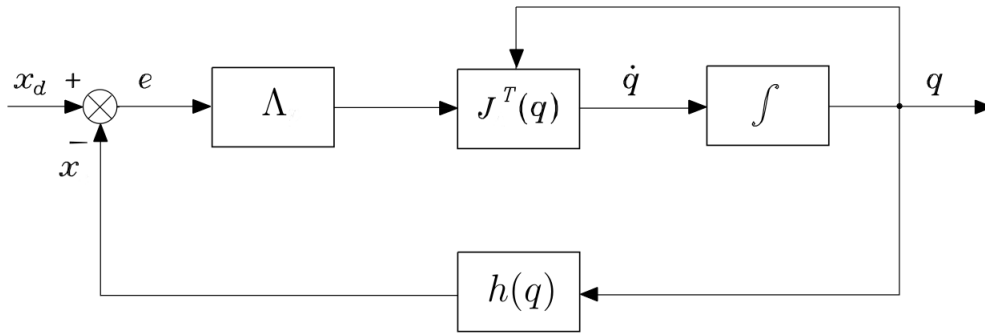 x_d + e Λ J^T(q) q̇ ∫ q
− x
h(q)